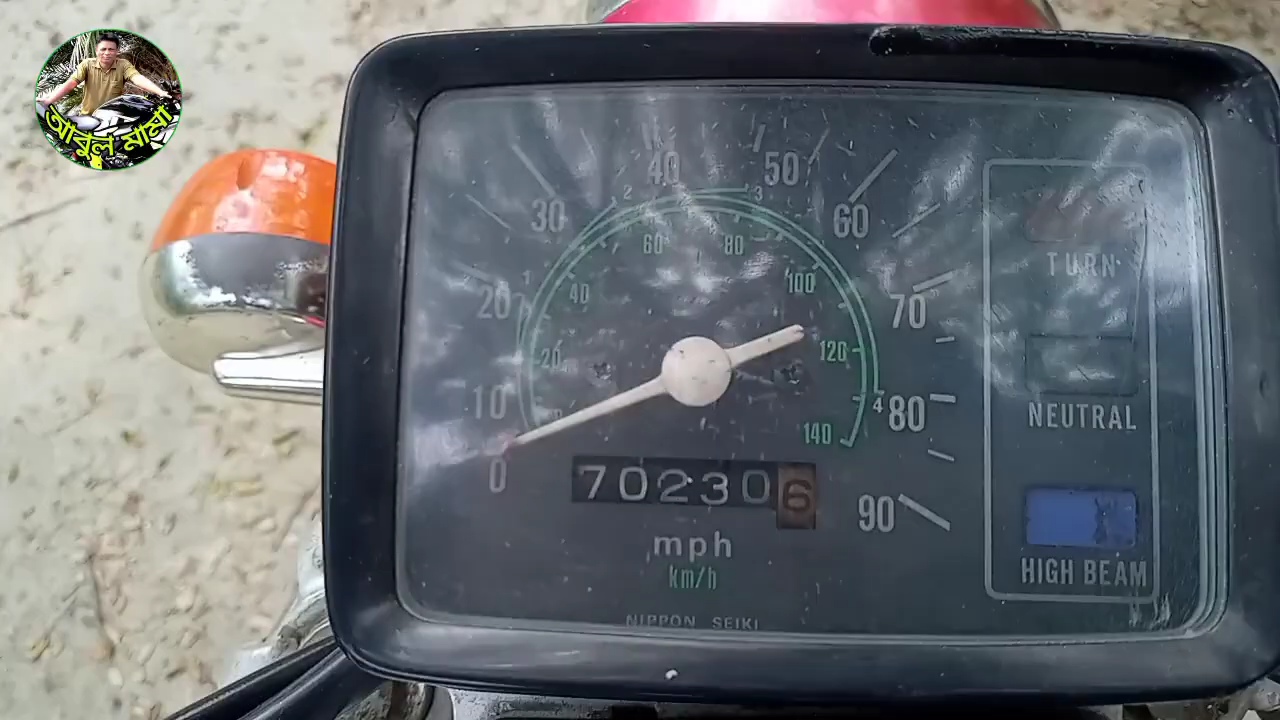 আবুল মামা
40 50
30 60
20 70
10 80
0 90
1 2 3 4
20 40 60 80 100 120 140
TURN
NEUTRAL
HIGH BEAM
702306
mph
km/h
NIPPON SEIKI